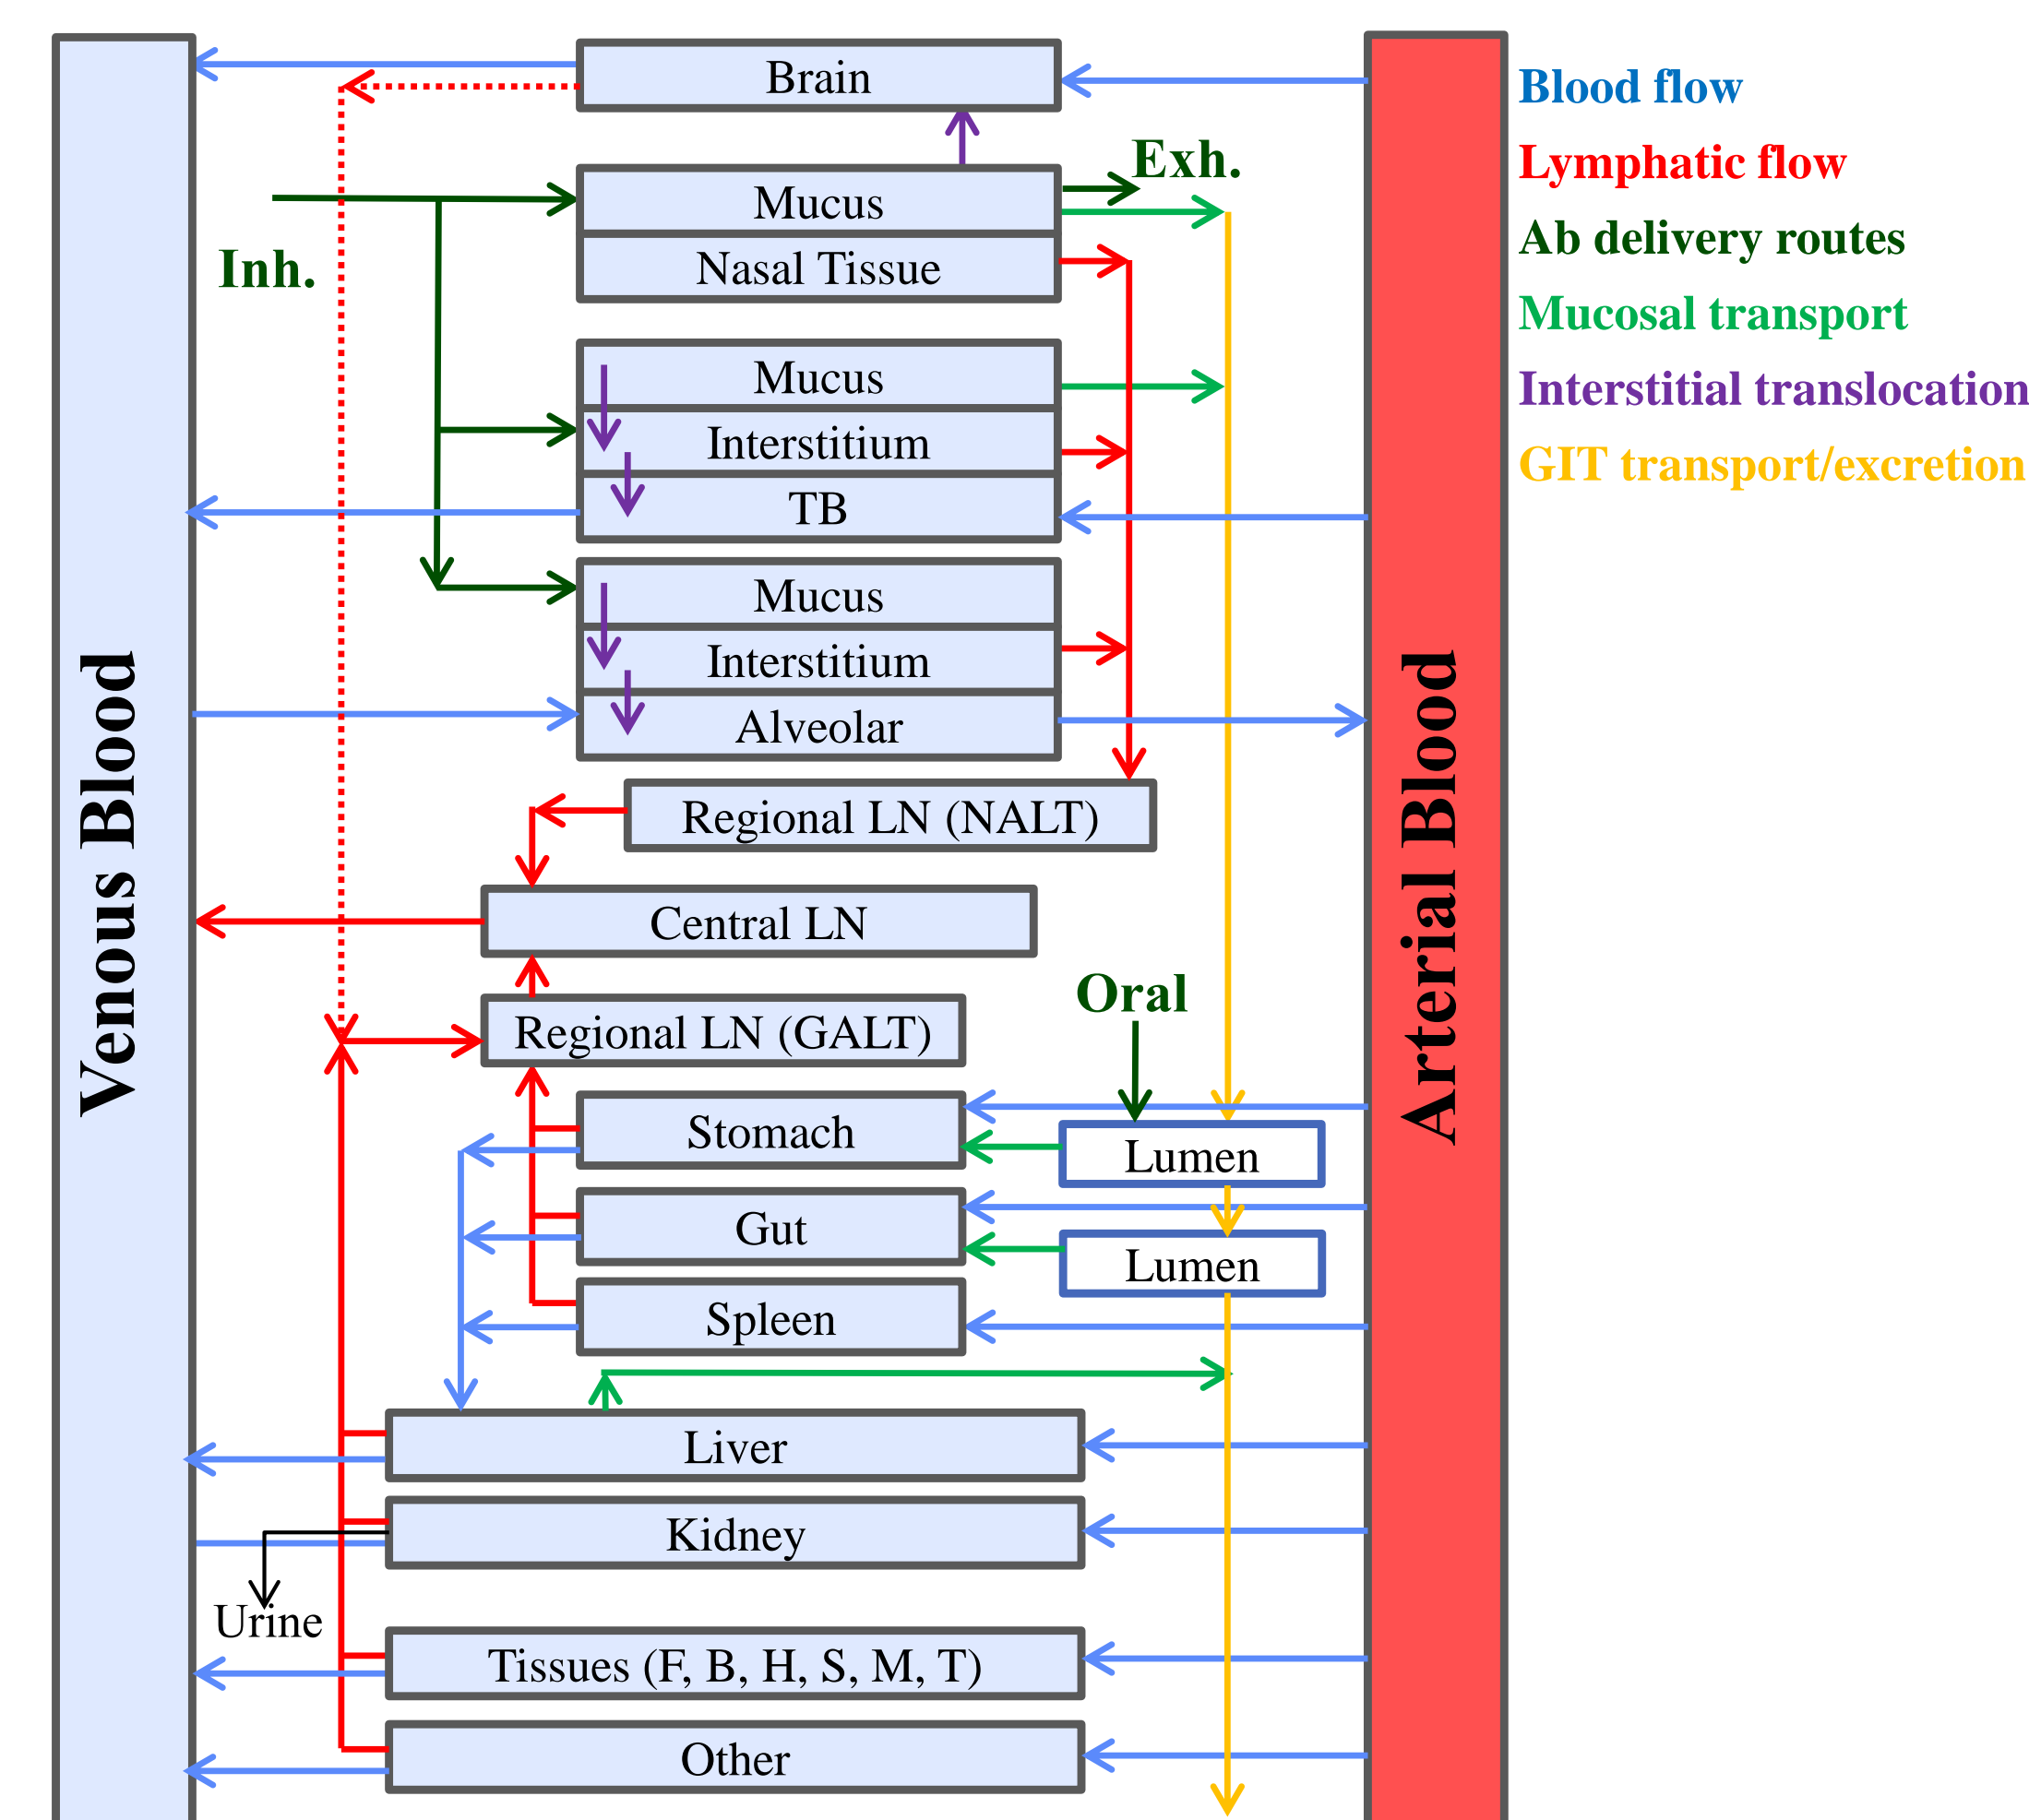 Venous Blood
Brain
Exh.
Mucus
Inh.
Nasal Tissue
Mucus
Interstitium
TB
Mucus
Interstitium
Alveolar
Regional LN (NALT)
Central LN
Oral
Regional LN (GALT)
Stomach
Lumen
Gut
Lumen
Spleen
Liver
Kidney
Urine
Tissues (F, B, H, S, M, T)
Other
Arterial Blood
Blood flow
Lymphatic flow
Ab delivery routes
Mucosal transport
Interstitial translocation
GIT transport/excretion